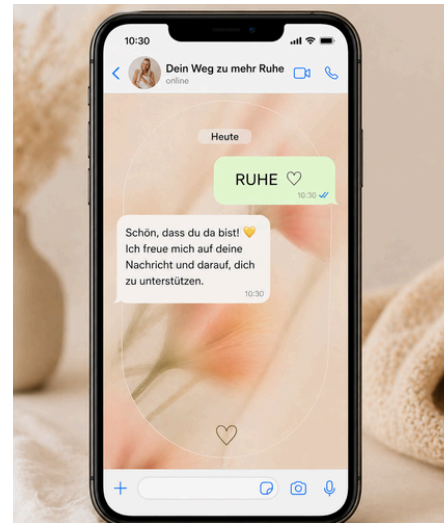 10:30
Dein Weg zu mehr Ruhe
online
Heute
RUHE ♡
10:30
Schön, dass du da bist! 💛
Ich freue mich auf deine
Nachricht und darauf, dich
zu unterstützen.
10:30